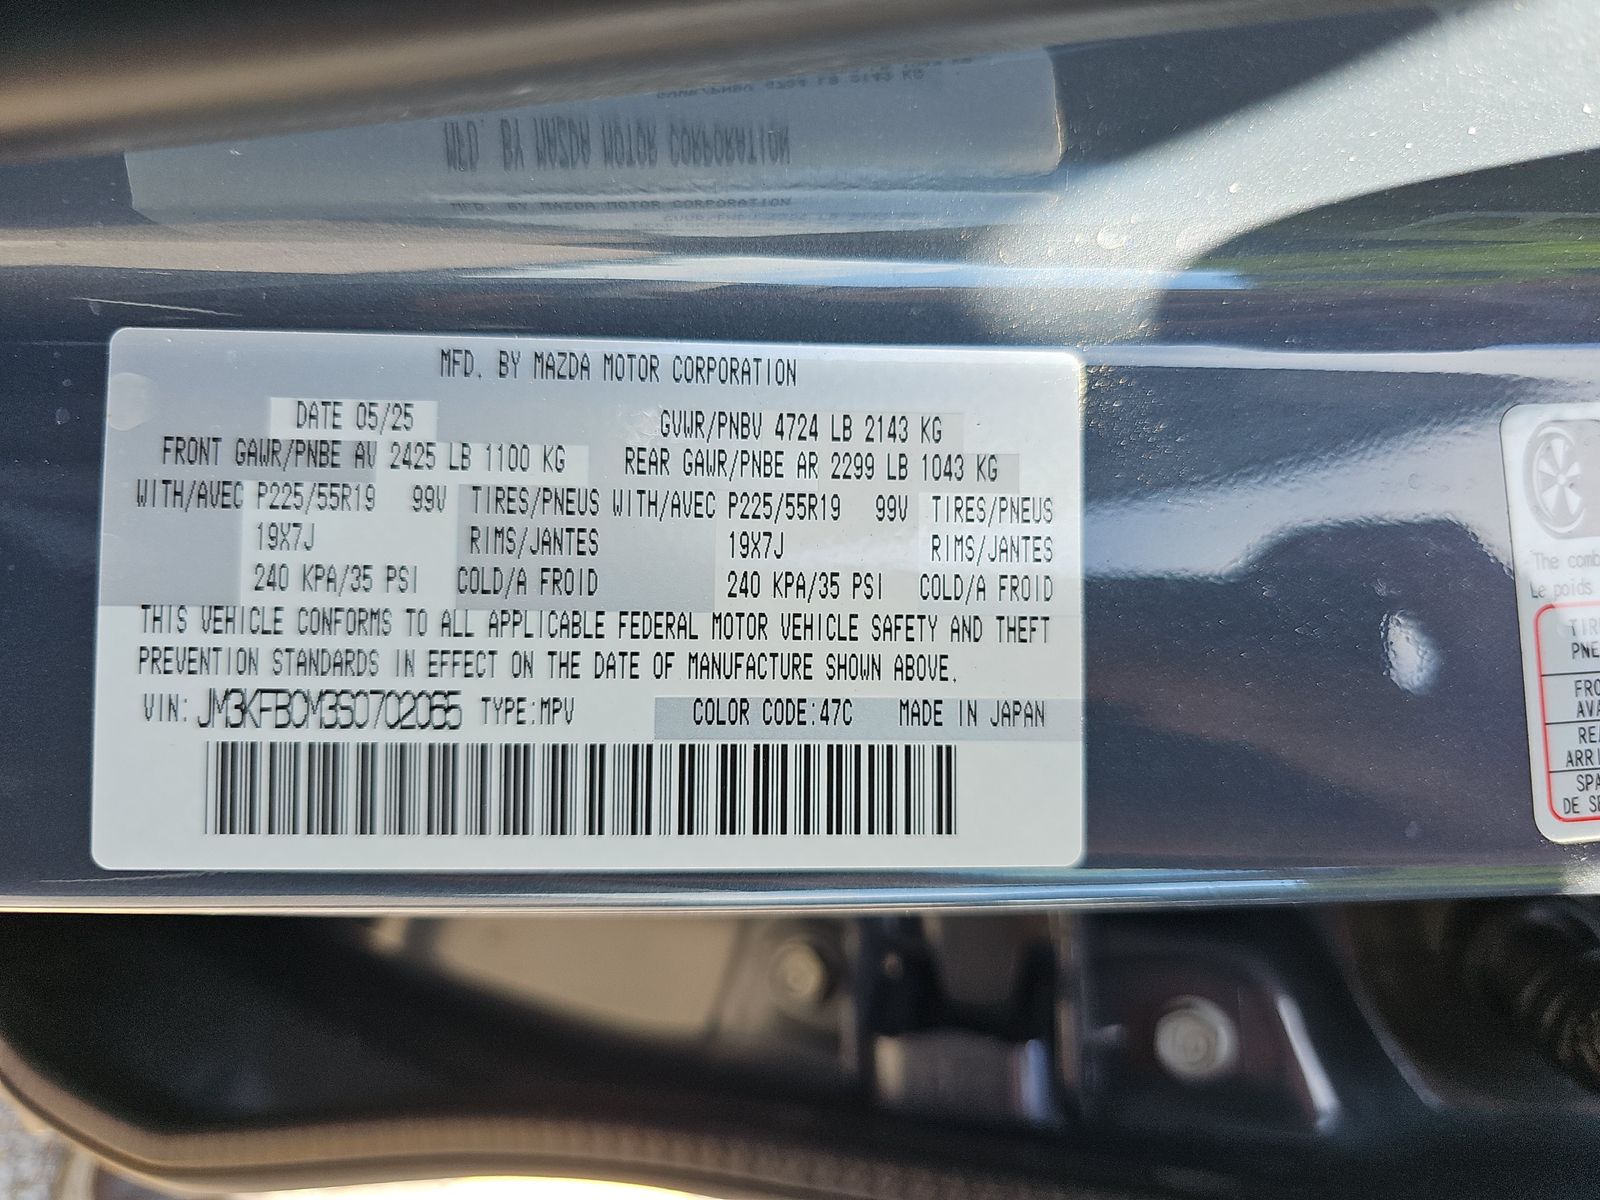 MFD. BY MAZDA MOTOR CORPORATION
DATE 05/25 GVWR/PNBV 4724 LB 2143 KG
FRONT GAWR/PNBE AV 2425 LB 1100 KG REAR GAWR/PNBE AR 2299 LB 1043 KG
WITH/AVEC P225/55R19 99V TIRES/PNEUS WITH/AVEC P225/55R19 99V TIRES/PNEUS
19X7J RIMS/JANTES 19X7J RIMS/JANTES
240 KPA/35 PSI COLD/A FROID 240 KPA/35 PSI COLD/A FROID
THIS VEHICLE CONFORMS TO ALL APPLICABLE FEDERAL MOTOR VEHICLE SAFETY AND THEFT
PREVENTION STANDARDS IN EFFECT ON THE DATE OF MANUFACTURE SHOWN ABOVE.
VIN: JM3KFBCM3S0702065 TYPE:MPV COLOR CODE:47C MADE IN JAPAN
The
Le poids